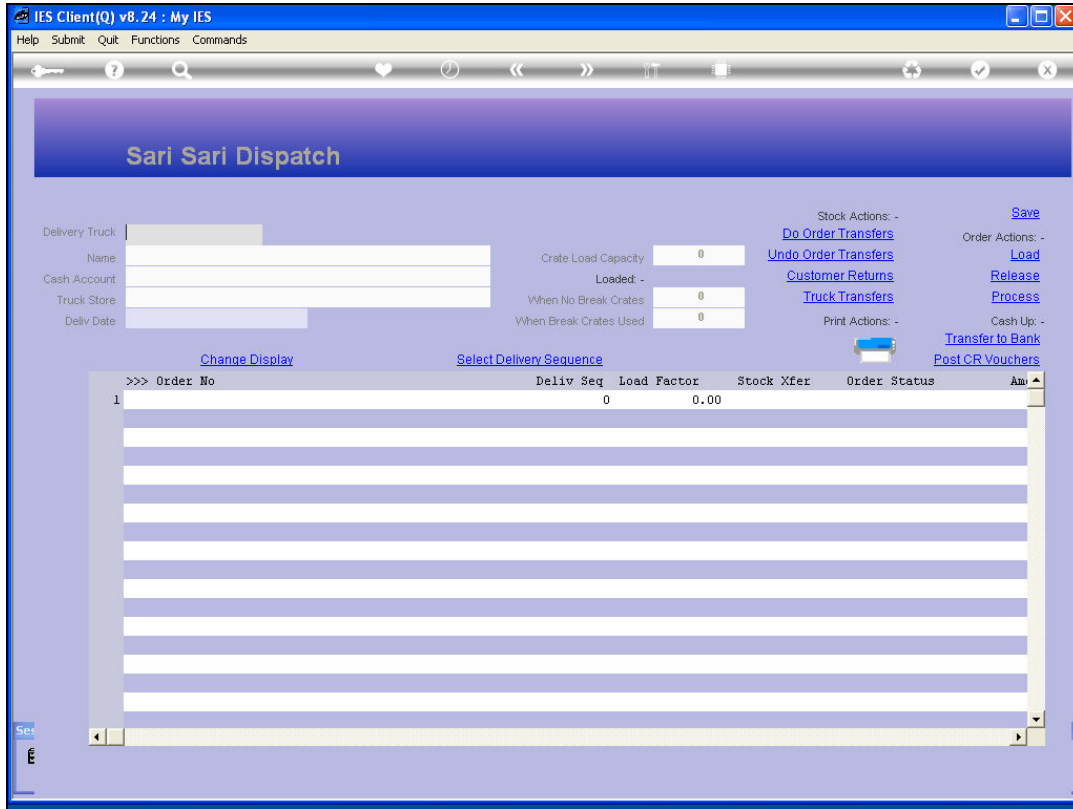 IES Client(Q) v8.24 : My IES
Help Submit Quit Functions Commands
Sari Sari Dispatch
Stock Actions: - Save
Delivery Truck Do Order Transfers Order Actions: -
Name Crate Load Capacity 0 Undo Order Transfers Load
Cash Account Loaded: - Customer Returns Release
Truck Store When No Break Crates 0 Truck Transfers Process
Deliv Date When Break Crates Used 0 Print Actions: - Cash Up: -
Transfer to Bank
Change Display Select Delivery Sequence Post CR Vouchers
>>> Order No Deliv Seq Load Factor Stock Xfer Order Status Am
1 0 0.00
Ses